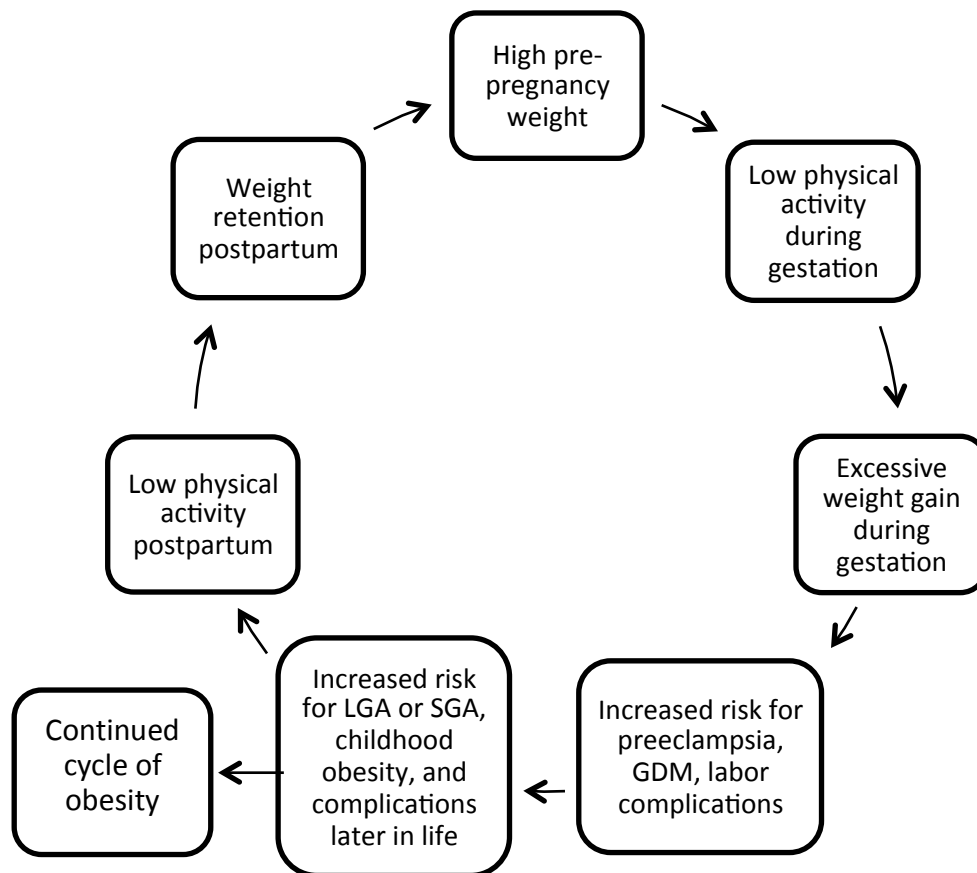 High pre-
pregnancy
weight
Low physical
activity
during
gestation
Excessive
weight gain
during
gestation
Increased risk for
preeclampsia,
GDM, labor
complications
Increased risk
for LGA or SGA,
childhood
obesity, and
complications
later in life
Continued
cycle of
obesity
Low physical
activity
postpartum
Weight
retention
postpartum